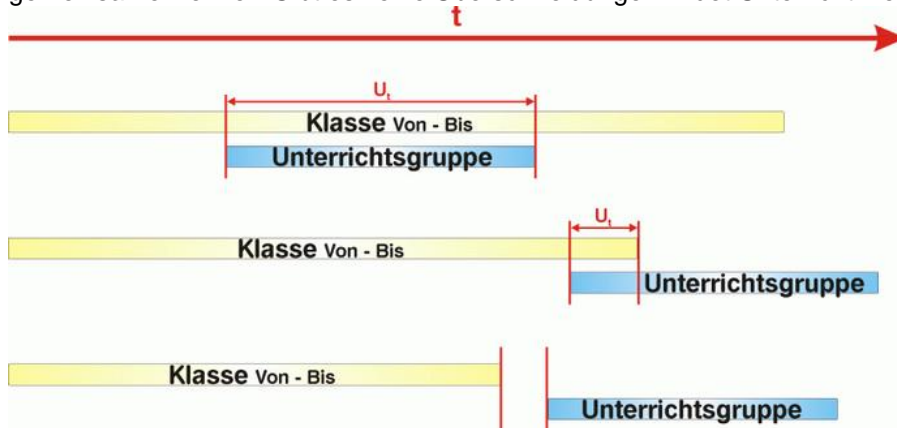 t
Ut
Klasse Von - Bis
Unterrichtsgruppe
Ut
Klasse Von - Bis
Unterrichtsgruppe
Klasse Von - Bis
Unterrichtsgruppe